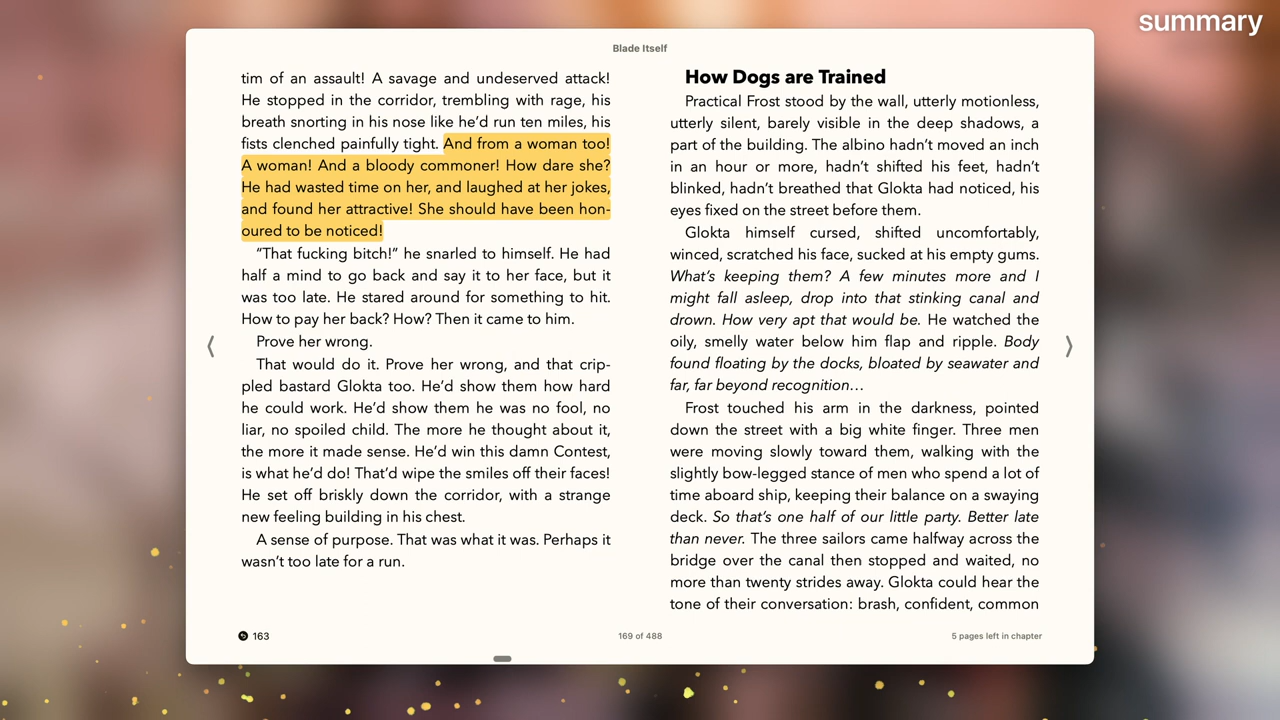 summary
Blade Itself
tim of an assault! A savage and undeserved attack!
He stopped in the corridor, trembling with rage, his
breath snorting in his nose like he’d run ten miles, his
fists clenched painfully tight. And from a woman too!
A woman! And a bloody commoner! How dare she?
He had wasted time on her, and laughed at her jokes,
and found her attractive! She should have been hon-
oured to be noticed!
“That fucking bitch!” he snarled to himself. He had
half a mind to go back and say it to her face, but it
was too late. He stared around for something to hit.
How to pay her back? How? Then it came to him.
Prove her wrong.
That would do it. Prove her wrong, and that crip-
pled bastard Glokta too. He’d show them how hard
he could work. He’d show them he was no fool, no
liar, no spoiled child. The more he thought about it,
the more it made sense. He’d win this damn Contest,
is what he’d do! That’d wipe the smiles off their faces!
He set off briskly down the corridor, with a strange
new feeling building in his chest.
A sense of purpose. That was what it was. Perhaps it
wasn’t too late for a run.
How Dogs are Trained
Practical Frost stood by the wall, utterly motionless,
utterly silent, barely visible in the deep shadows, a
part of the building. The albino hadn’t moved an inch
in an hour or more, hadn’t shifted his feet, hadn’t
blinked, hadn’t breathed that Glokta had noticed, his
eyes fixed on the street before them.
Glokta himself cursed, shifted uncomfortably,
winced, scratched his face, sucked at his empty gums.
What’s keeping them? A few minutes more and I
might fall asleep, drop into that stinking canal and
drown. How very apt that would be. He watched the
oily, smelly water below him flap and ripple. Body
found floating by the docks, bloated by seawater and
far, far beyond recognition…
Frost touched his arm in the darkness, pointed
down the street with a big white finger. Three men
were moving slowly toward them, walking with the
slightly bow-legged stance of men who spend a lot of
time aboard ship, keeping their balance on a swaying
deck. So that’s one half of our little party. Better late
than never. The three sailors came halfway across the
bridge over the canal then stopped and waited, no
more than twenty strides away. Glokta could hear the
tone of their conversation: brash, confident, common
163
169 of 488
5 pages left in chapter